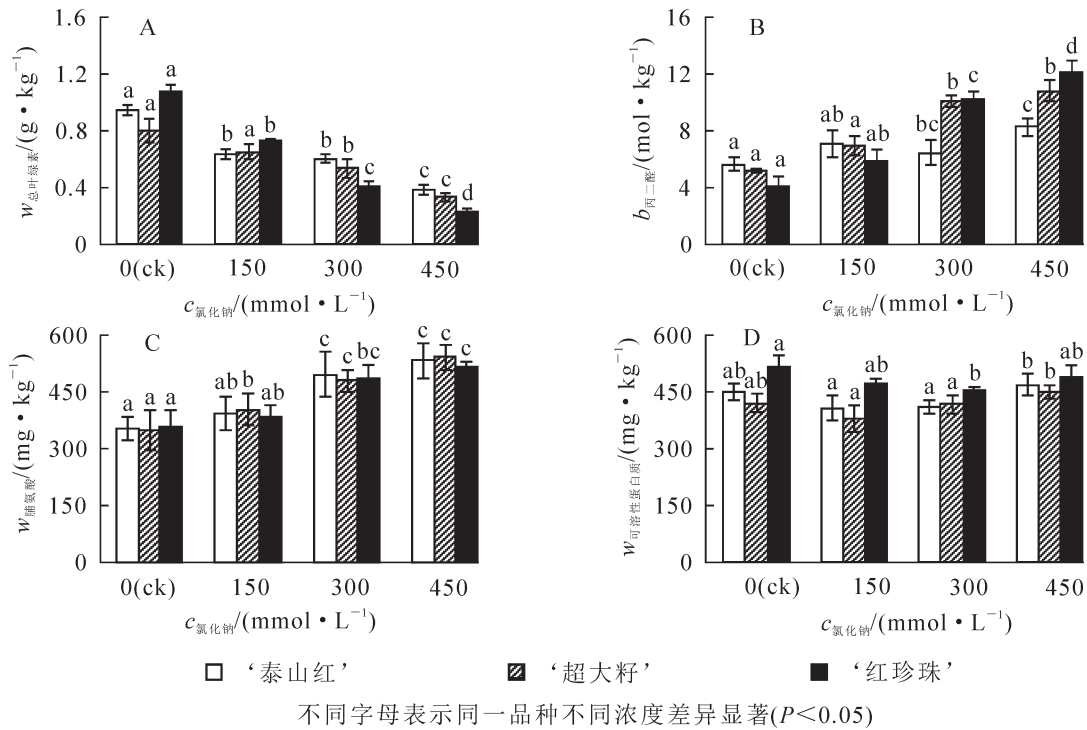 A
w总叶绿素/(g·kg⁻¹)
1.6
1.2
0.8
0.4
0
a a a
b a b
b b c
c c d
0(ck) 150 300 450
c氯化钠/(mmol·L⁻¹)
B
b丙二醛/(mol·kg⁻¹)
16
12
8
4
0
a a a
ab a ab
bc b c
c b d
0(ck) 150 300 450
c氯化钠/(mmol·L⁻¹)
C
w脯氨酸/(mg·kg⁻¹)
600
450
300
150
0
a a a
ab b ab
c c bc
c c c
0(ck) 150 300 450
c氯化钠/(mmol·L⁻¹)
D
w可溶性蛋白质/(mg·kg⁻¹)
600
450
300
150
0
ab ab a
a a ab
a a b
b b ab
0(ck) 150 300 450
c氯化钠/(mmol·L⁻¹)
‘泰山红’ ‘超大籽’ ‘红珍珠’
不同字母表示同一品种不同浓度差异显著(P<0.05)